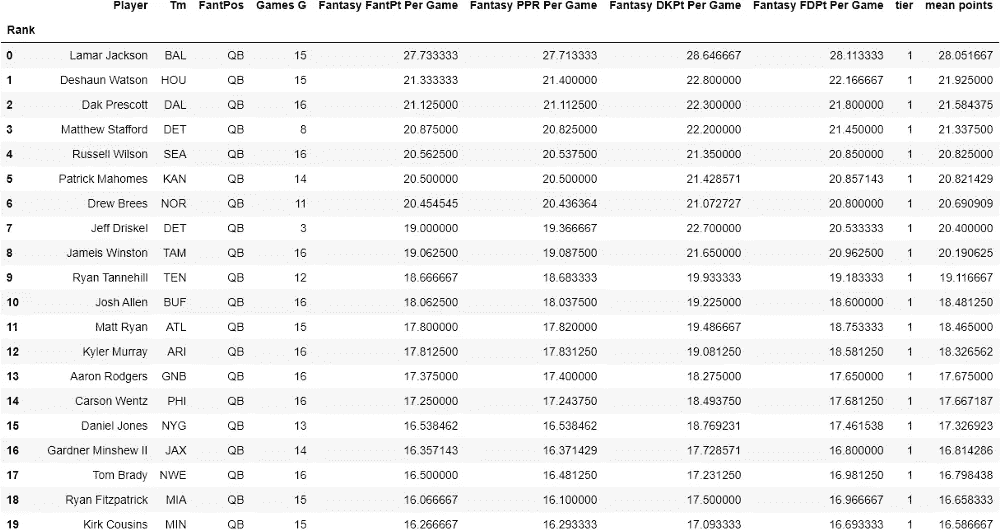 Player Tm FantPos Games G Fantasy FantPt Per Game Fantasy PPR Per Game Fantasy DKPt Per Game Fantasy FDPt Per Game tier mean points
Rank
0 Lamar Jackson BAL QB 15 27.733333 27.713333 28.646667 28.113333 1 28.051667
1 Deshaun Watson HOU QB 15 21.333333 21.400000 22.800000 22.166667 1 21.925000
2 Dak Prescott DAL QB 16 21.125000 21.112500 22.300000 21.800000 1 21.584375
3 Matthew Stafford DET QB 8 20.875000 20.825000 22.200000 21.450000 1 21.337500
4 Russell Wilson SEA QB 16 20.562500 20.537500 21.350000 20.850000 1 20.825000
5 Patrick Mahomes KAN QB 14 20.500000 20.500000 21.428571 20.857143 1 20.821429
6 Drew Brees NOR QB 11 20.454545 20.436364 21.072727 20.800000 1 20.690909
7 Jeff Driskel DET QB 3 19.000000 19.366667 22.700000 20.533333 1 20.400000
8 Jameis Winston TAM QB 16 19.062500 19.087500 21.650000 20.962500 1 20.190625
9 Ryan Tannehill TEN QB 12 18.666667 18.683333 19.933333 19.183333 1 19.116667
10 Josh Allen BUF QB 16 18.062500 18.037500 19.225000 18.600000 1 18.481250
11 Matt Ryan ATL QB 15 17.800000 17.820000 19.486667 18.753333 1 18.465000
12 Kyler Murray ARI QB 16 17.812500 17.831250 19.081250 18.581250 1 18.326562
13 Aaron Rodgers GNB QB 16 17.375000 17.400000 18.275000 17.650000 1 17.675000
14 Carson Wentz PHI QB 16 17.250000 17.243750 18.493750 17.681250 1 17.667187
15 Daniel Jones NYG QB 13 16.538462 16.538462 18.769231 17.461538 1 17.326923
16 Gardner Minshew II JAX QB 14 16.357143 16.371429 17.728571 16.800000 1 16.814286
17 Tom Brady NWE QB 16 16.500000 16.481250 17.231250 16.981250 1 16.798438
18 Ryan Fitzpatrick MIA QB 15 16.066667 16.100000 17.500000 16.966667 1 16.658333
19 Kirk Cousins MIN QB 15 16.266667 16.293333 17.093333 16.693333 1 16.586667